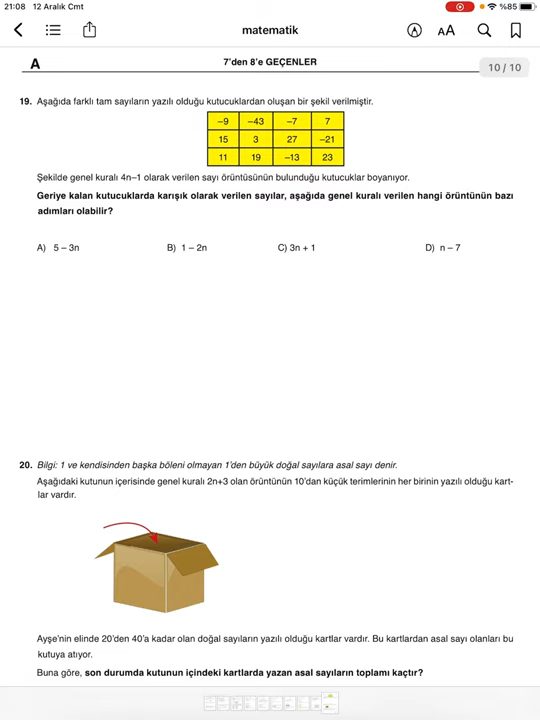 21:08 12 Aralık Cmt %85
matematik
AA
A 7'den 8'e GEÇENLER 10 / 10
19. Aşağıda farklı tam sayıların yazılı olduğu kutucuklardan oluşan bir şekil verilmiştir.
–9 –43 –7 7
15 3 27 –21
11 19 –13 23
Şekilde genel kuralı 4n–1 olarak verilen sayı örüntüsünün bulunduğu kutucuklar boyanıyor.
Geriye kalan kutucuklarda karışık olarak verilen sayılar, aşağıda genel kuralı verilen hangi örüntünün bazı
adımları olabilir?
A) 5 – 3n B) 1 – 2n C) 3n + 1 D) n – 7
20. Bilgi: 1 ve kendisinden başka böleni olmayan 1'den büyük doğal sayılara asal sayı denir.
Aşağıdaki kutunun içerisinde genel kuralı 2n+3 olan örüntünün 10'dan küçük terimlerinin her birinin yazılı olduğu kart-
lar vardır.
Ayşe'nin elinde 20'den 40'a kadar olan doğal sayıların yazılı olduğu kartlar vardır. Bu kartlardan asal sayı olanları bu
kutuya atıyor.
Buna göre, son durumda kutunun içindeki kartlarda yazan asal sayıların toplamı kaçtır?